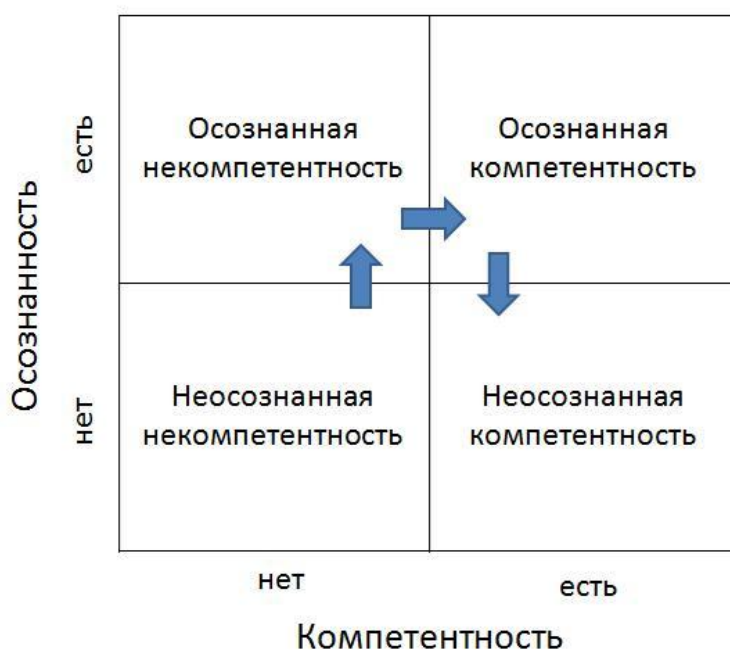 Осознанность
есть
нет
Осознанная
некомпетентность
Осознанная
компетентность
Неосознанная
некомпетентность
Неосознанная
компетентность
нет
есть
Компетентность